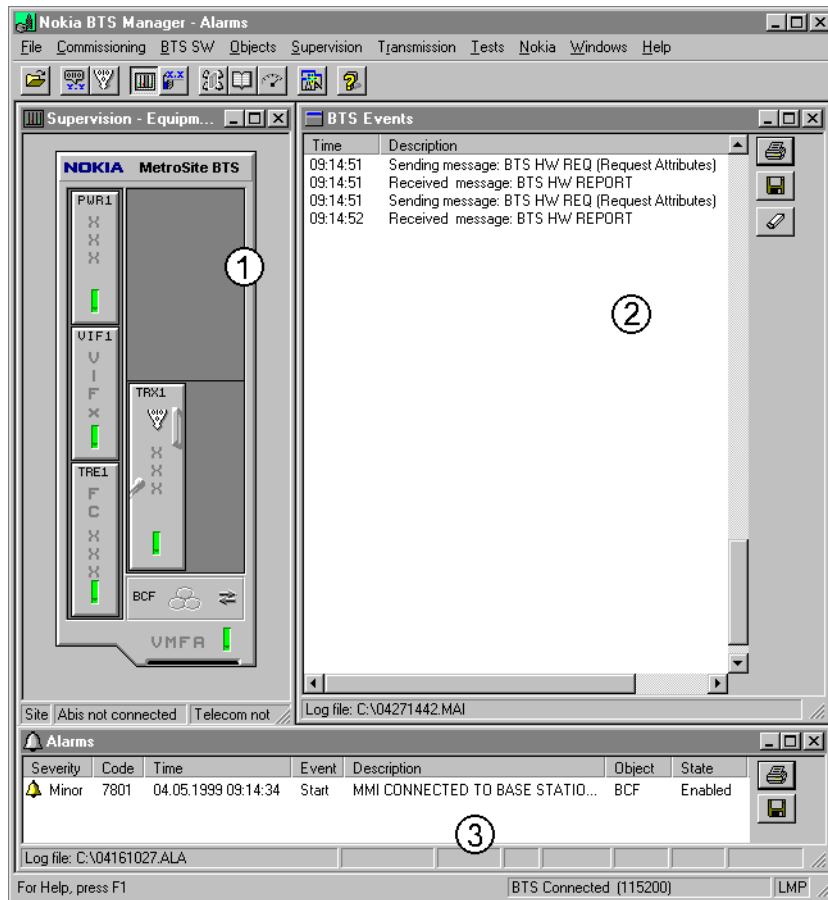 Nokia BTS Manager - Alarms
File Commissioning BTS SW Objects Supervision Transmission Tests Nokia Windows Help
Supervision - Equipm...
NOKIA MetroSite BTS
PWR1
X
X
X
VIF1
V
I
F
X
TRX1
X
X
X
TRE1
F
C
X
X
X
BCF
VMFA
1
Site Abis not connected Telecom not
BTS Events
Time Description
09:14:51 Sending message: BTS HW REQ (Request Attributes)
09:14:51 Received message: BTS HW REPORT
09:14:51 Sending message: BTS HW REQ (Request Attributes)
09:14:52 Received message: BTS HW REPORT
2
Log file: C:\04271442.MAI
Alarms
Severity Code Time Event Description Object State
Minor 7801 04.05.1999 09:14:34 Start MMI CONNECTED TO BASE STATIO... BCF Enabled
3
Log file: C:\04161027.ALA
For Help, press F1 BTS Connected (115200) LMP